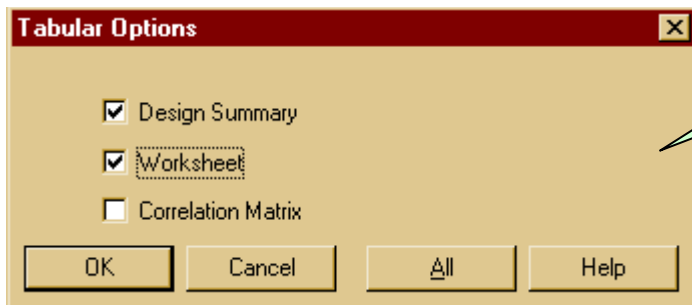 Tabular Options
Design Summary
Worksheet
Correlation Matrix
OK Cancel All Help